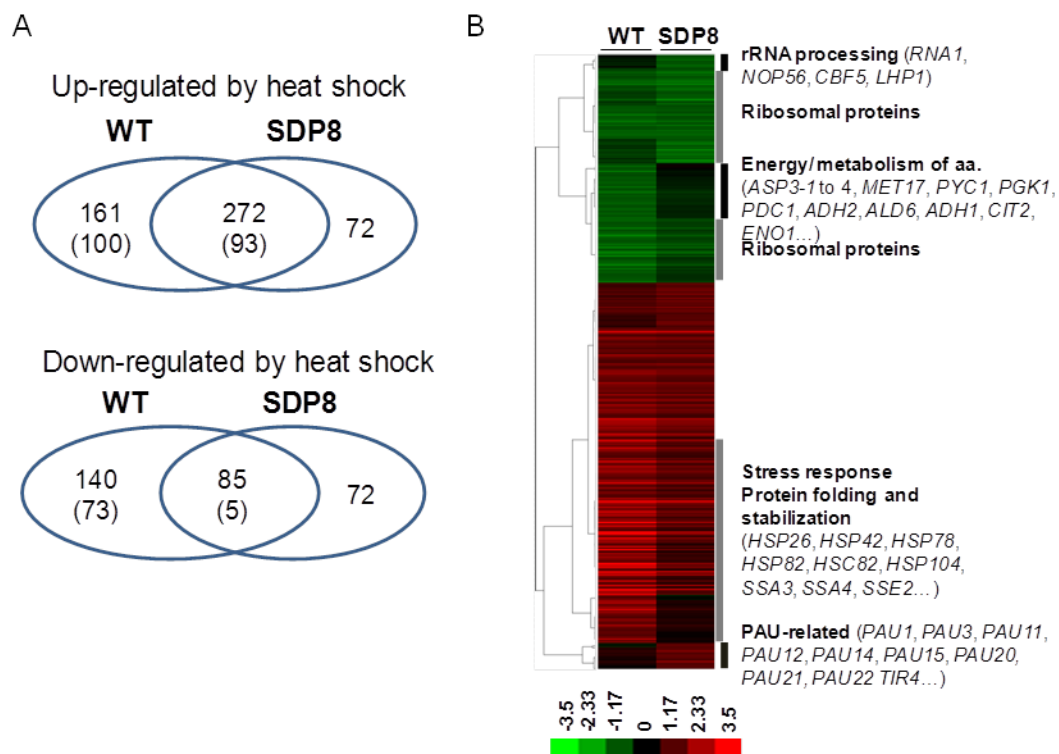 A
Up-regulated by heat shock
WT SDP8
161 272 72
(100) (93)
Down-regulated by heat shock
WT SDP8
140 85 72
(73) (5)
B
WT SDP8
rRNA processing (RNA1,
NOP56, CBF5, LHP1)
Ribosomal proteins
Energy/metabolism of aa.
(ASP3-1 to 4, MET17, PYC1, PGK1,
PDC1, ADH2, ALD6, ADH1, CIT2,
ENO1...)
Ribosomal proteins
Stress response
Protein folding and
stabilization
(HSP26, HSP42, HSP78,
HSP82, HSC82, HSP104,
SSA3, SSA4, SSE2...)
PAU-related (PAU1, PAU3, PAU11,
PAU12, PAU14, PAU15, PAU20,
PAU21, PAU22 TIR4...)
-3.5 -2.33 -1.17 0 1.17 2.33 3.5